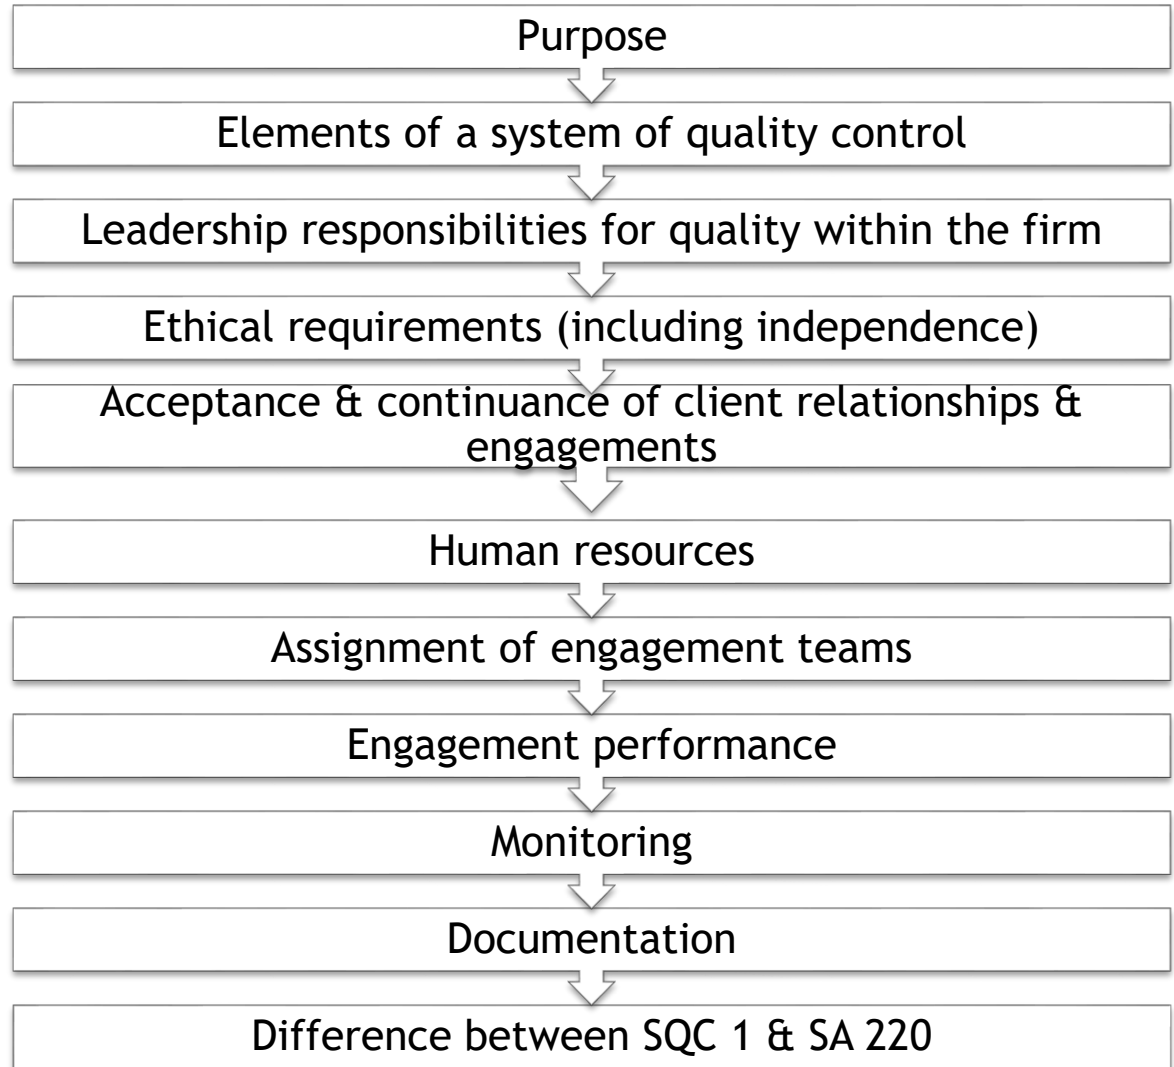 Purpose
Elements of a system of quality control
Leadership responsibilities for quality within the firm
Ethical requirements (including independence)
Acceptance & continuance of client relationships &
engagements
Human resources
Assignment of engagement teams
Engagement performance
Monitoring
Documentation
Difference between SQC 1 & SA 220